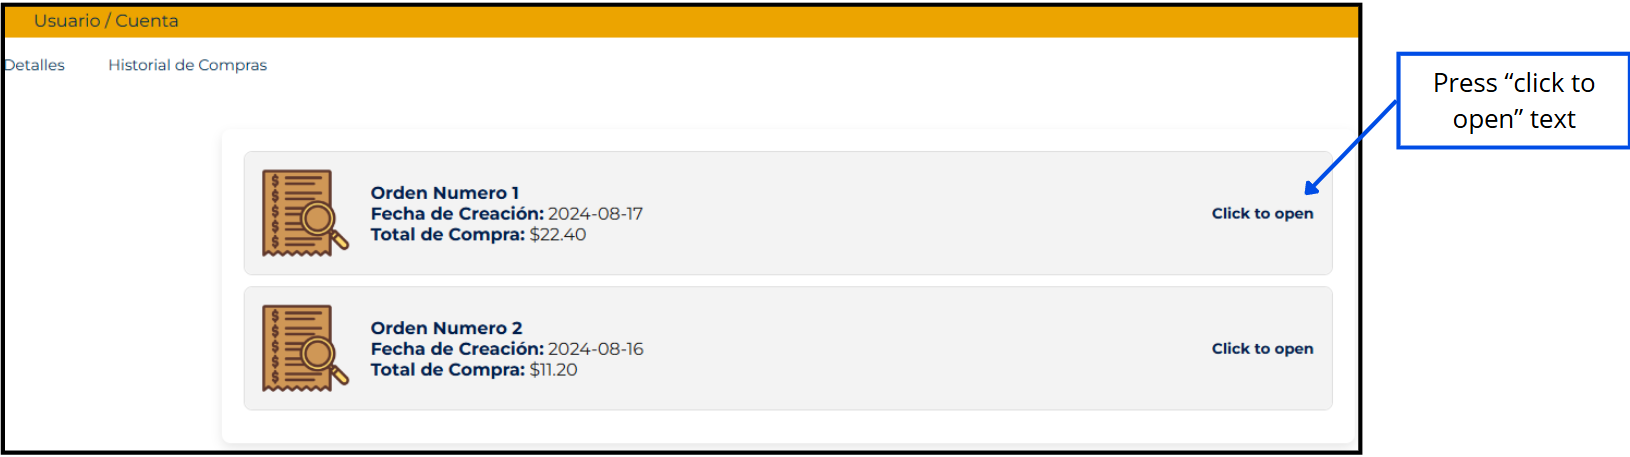 Usuario / Cuenta
Detalles
Historial de Compras
Press “click to
open” text
Orden Numero 1
Fecha de Creación: 2024-08-17
Total de Compra: $22.40
Click to open
Orden Numero 2
Fecha de Creación: 2024-08-16
Total de Compra: $11.20
Click to open